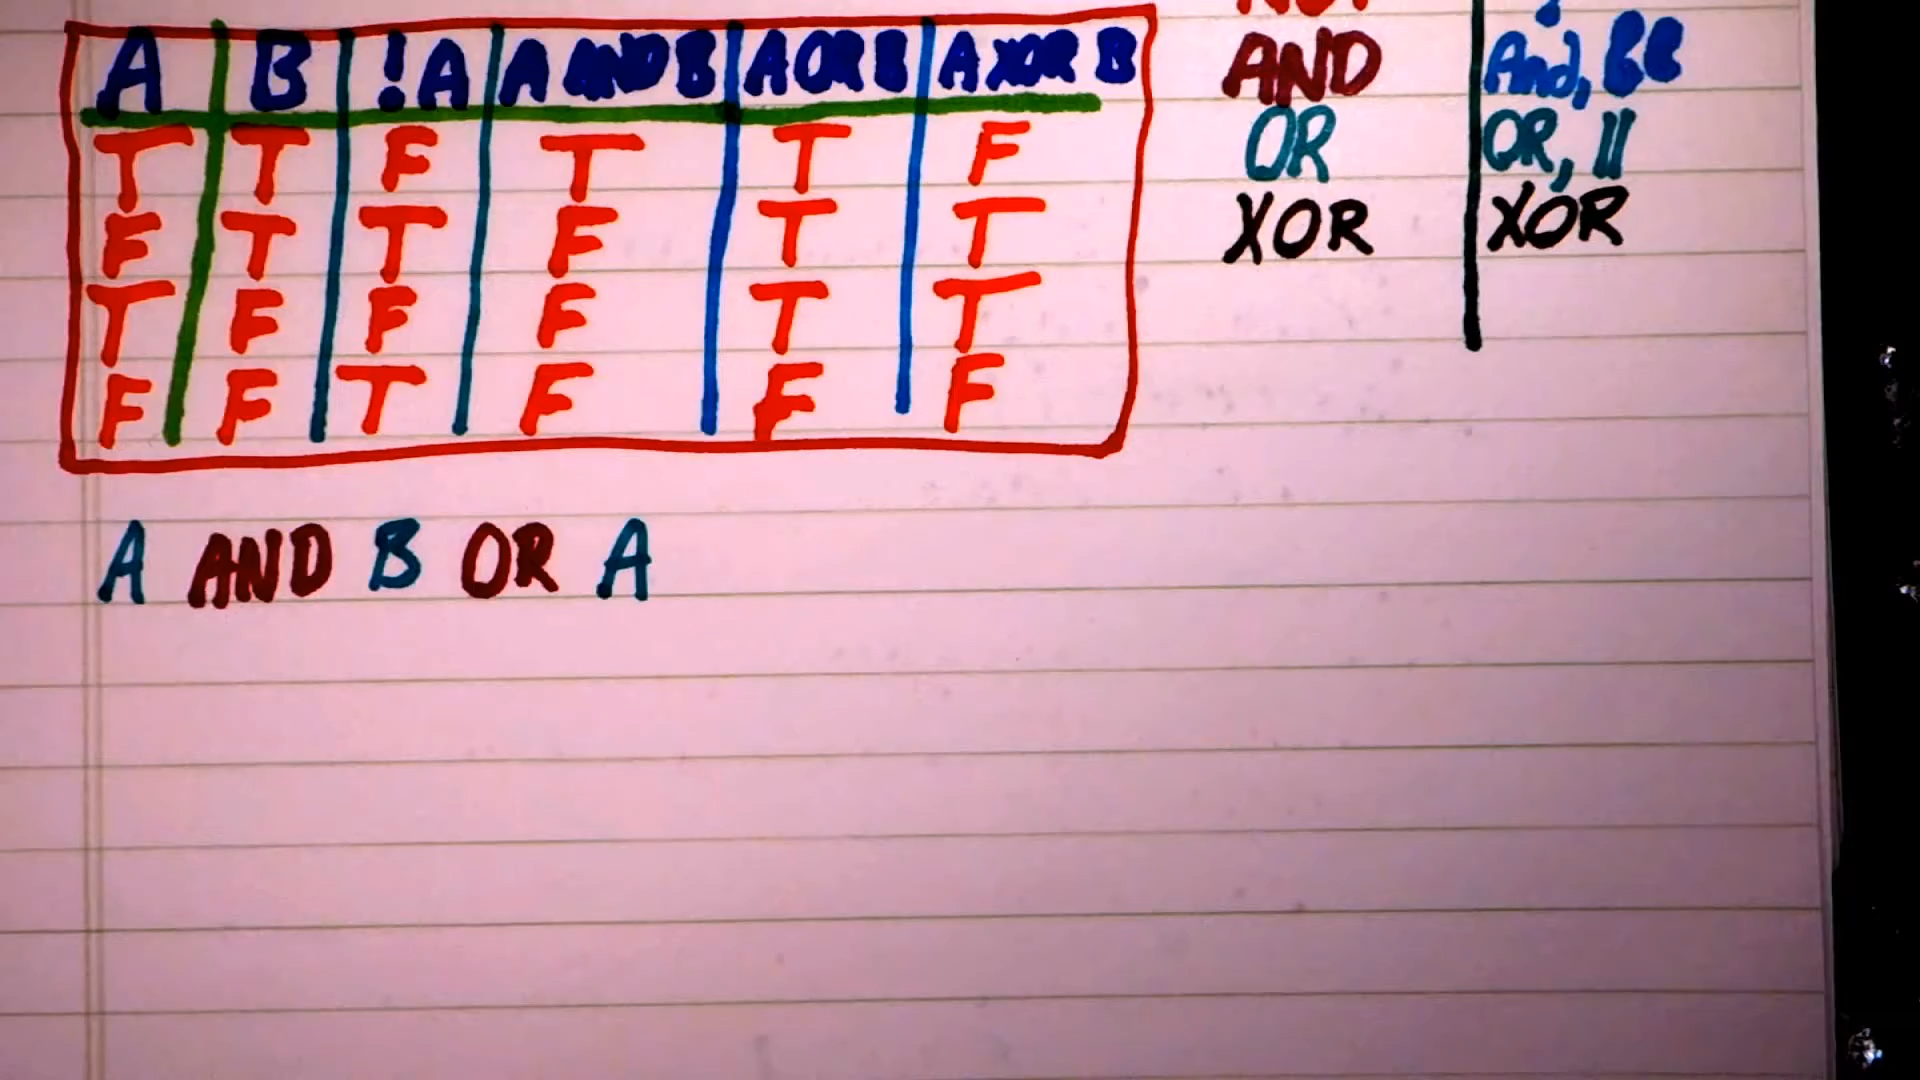 A B !A A AND B A OR B A XOR B
T T F T T F
F T T F T T
T F F F T T
F F T F F F
AND And, &&
OR OR, ||
XOR XOR
A AND B OR A